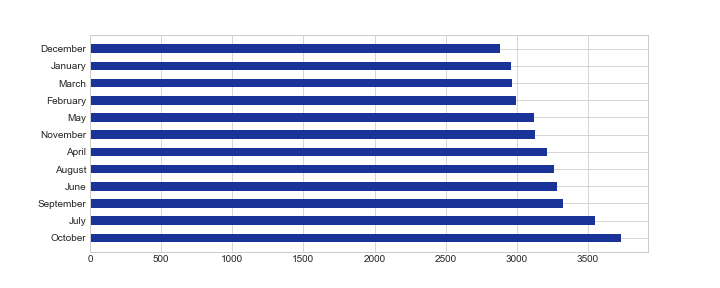 December
January
March
February
May
November
April
August
June
September
July
October
0 500 1000 1500 2000 2500 3000 3500